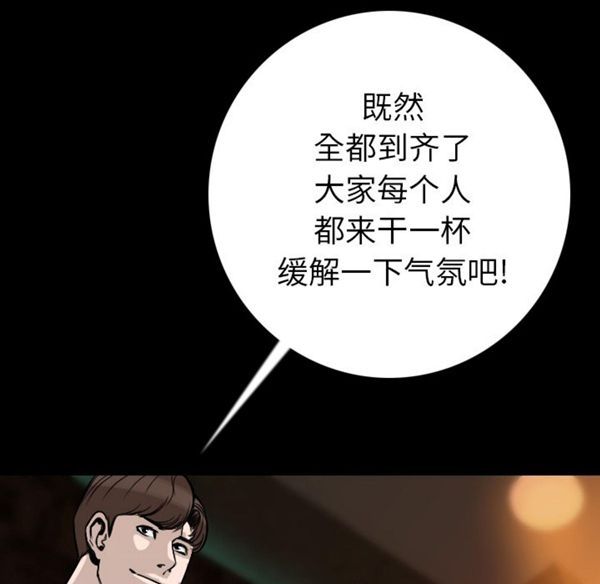 既然
全都到齐了
大家每个人
都来干一杯
缓解一下气氛吧!